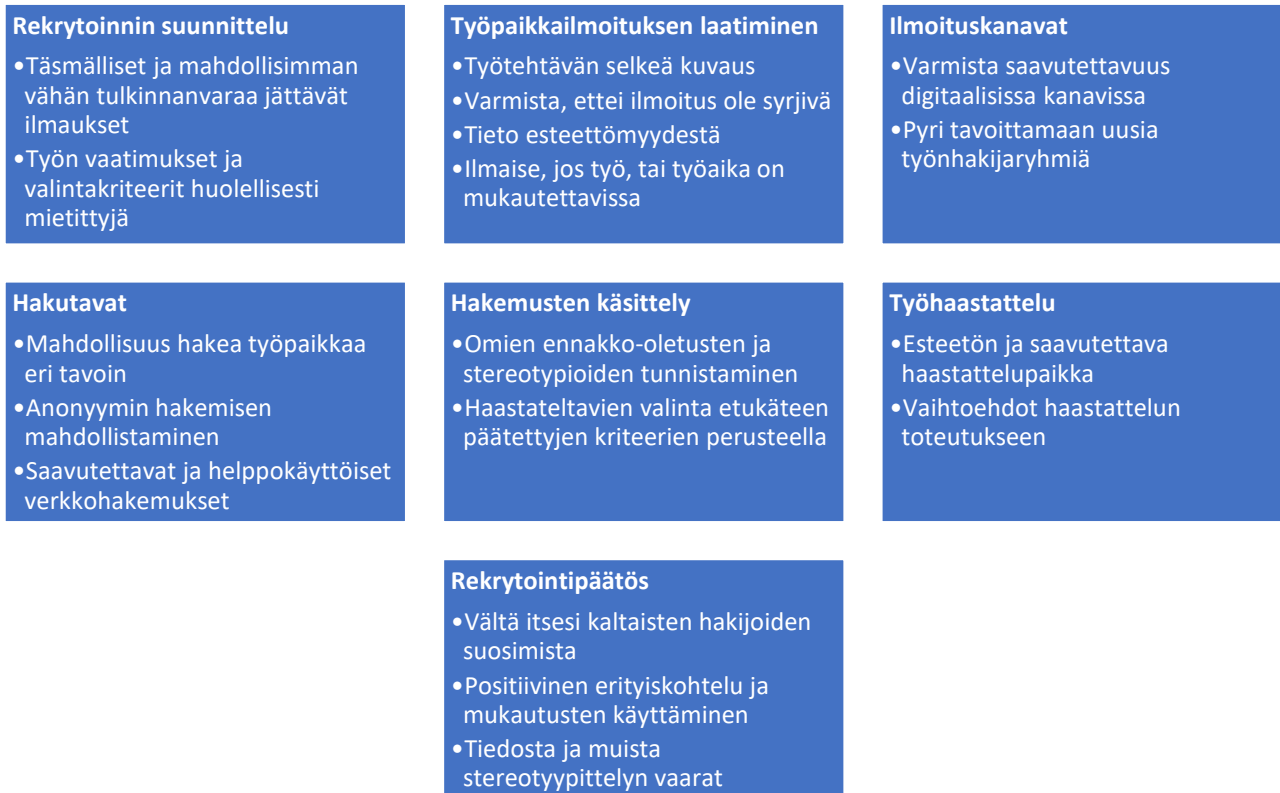 Rekrytoinnin suunnittelu
•Täsmälliset ja mahdollisimman
vähän tulkinnanvaraa jättävät
ilmaukset
•Työn vaatimukset ja
valintakriteerit huolellisesti
mietittyjä
Työpaikkailmoituksen laatiminen
•Työtehtävän selkeä kuvaus
•Varmista, ettei ilmoitus ole syrjivä
•Tieto esteettömyydestä
•Ilmaise, jos työ, tai työaika on
mukautettavissa
Ilmoituskanavat
•Varmista saavutettavuus
digitaalisissa kanavissa
•Pyri tavoittamaan uusia
työnhakijaryhmiä
Hakutavat
•Mahdollisuus hakea työpaikkaa
eri tavoin
•Anonyymin hakemisen
mahdollistaminen
•Saavutettavat ja helppokäyttöiset
verkkohakemukset
Hakemusten käsittely
•Omien ennakko-oletusten ja
stereotypioiden tunnistaminen
•Haastateltavien valinta etukäteen
päätettyjen kriteerien perusteella
Työhaastattelu
•Esteetön ja saavutettava
haastattelupaikka
•Vaihtoehdot haastattelun
toteutukseen
Rekrytointipäätös
•Vältä itsesi kaltaisten hakijoiden
suosimista
•Positiivinen erityiskohtelu ja
mukautusten käyttäminen
•Tiedosta ja muista
stereotyypittelyn vaarat